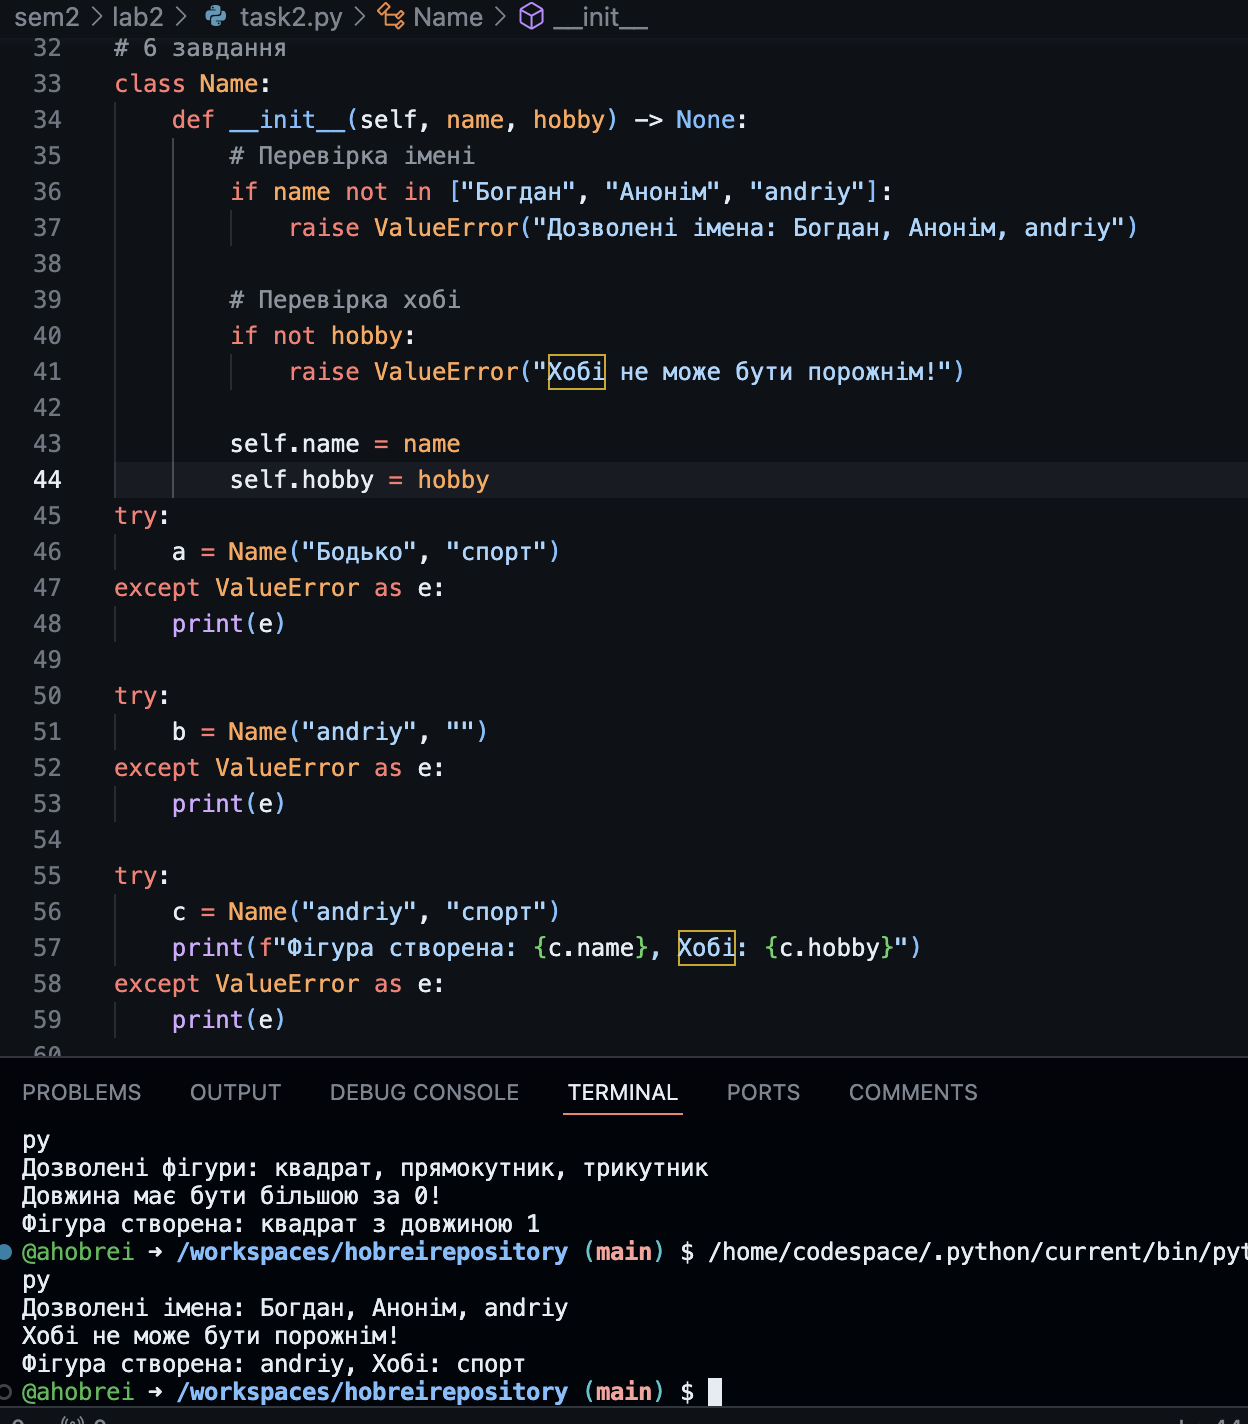 sem2 > lab2 > task2.py > Name > __init__
32 # 6 завдання
33 class Name:
34 def __init__(self, name, hobby) -> None:
35 # Перевірка імені
36 if name not in ["Богдан", "Анонім", "andriy"]:
37 raise ValueError("Дозволені імена: Богдан, Анонім, andriy")
38
39 # Перевірка хобі
40 if not hobby:
41 raise ValueError("Хобі не може бути порожнім!")
42
43 self.name = name
44 self.hobby = hobby
45 try:
46 a = Name("Бодько", "спорт")
47 except ValueError as e:
48 print(e)
49
50 try:
51 b = Name("andriy", "")
52 except ValueError as e:
53 print(e)
54
55 try:
56 c = Name("andriy", "спорт")
57 print(f"Фігура створена: {c.name}, Хобі: {c.hobby}")
58 except ValueError as e:
59 print(e)
60
PROBLEMS OUTPUT DEBUG CONSOLE TERMINAL PORTS COMMENTS
py
Дозволені фігури: квадрат, прямокутник, трикутник
Довжина має бути більшою за 0!
Фігура створена: квадрат з довжиною 1
@ahobrei ➜ /workspaces/hobreirepository (main) $ /home/codespace/.python/current/bin/pyt
py
Дозволені імена: Богдан, Анонім, andriy
Хобі не може бути порожнім!
Фігура створена: andriy, Хобі: спорт
@ahobrei ➜ /workspaces/hobreirepository (main) $